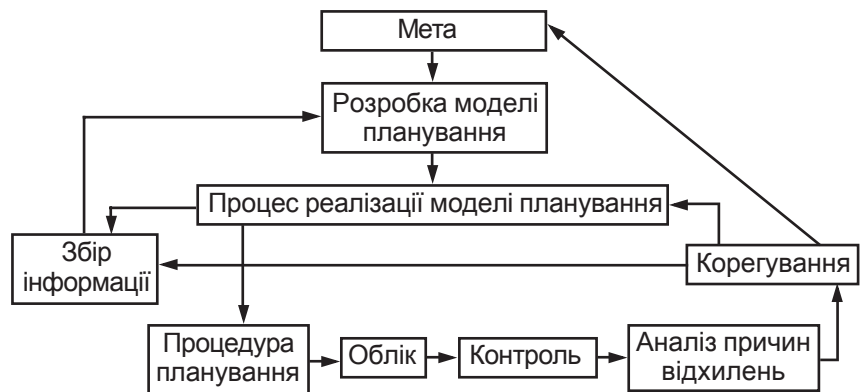 Мета
Розробка моделі
планування
Процес реалізації моделі планування
Збір
інформації
Корегування
Процедура
планування
Облік
Контроль
Аналіз причин
відхилень